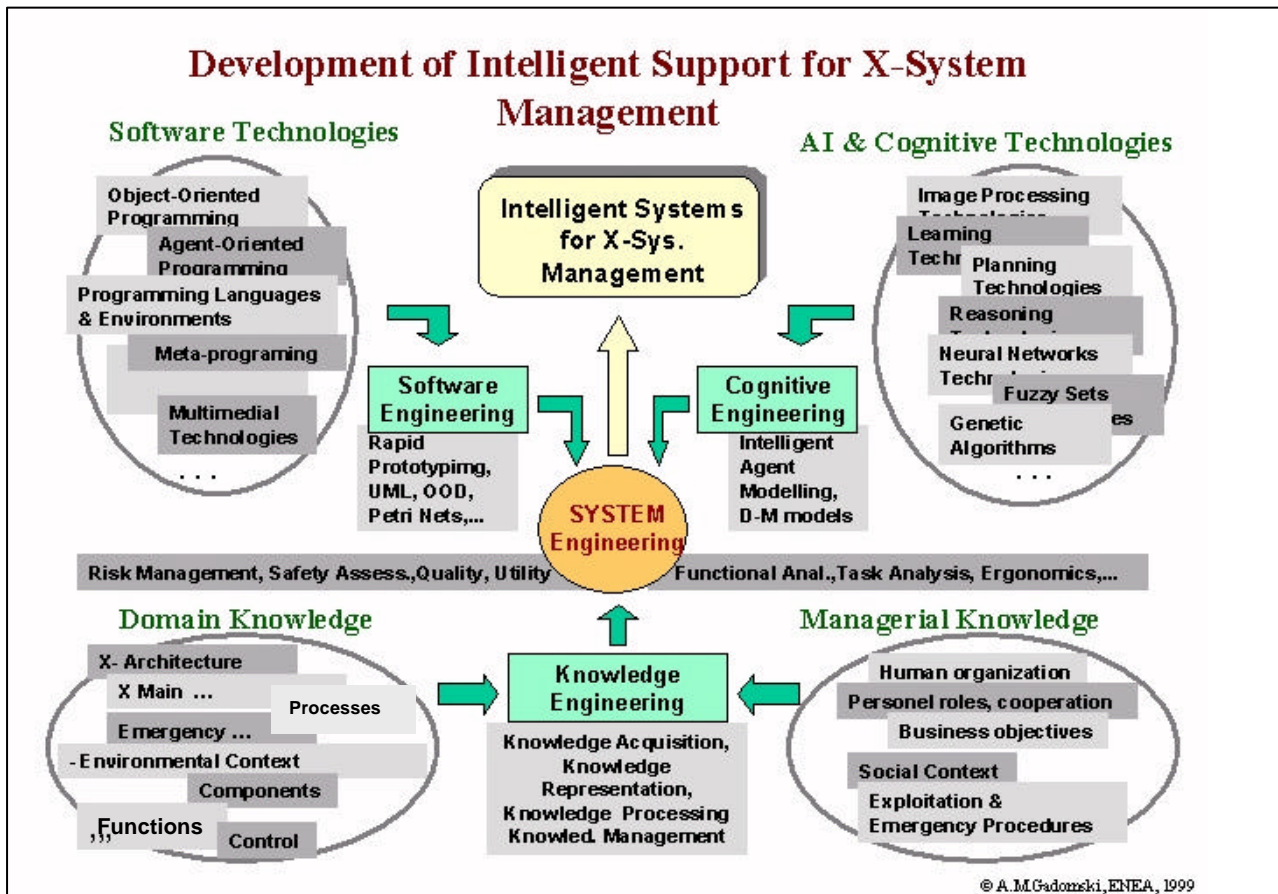 Development of Intelligent Support for X-System
Management
Software Technologies
Object-Oriented
Programming
Agent-Oriented
Programming
Programming Languages
& Environments
Meta-programing
Multimedial
Technologies
. . .
AI & Cognitive Technologies
Image Processing
Learning
Planning
Technologies
Reasoning
Neural Networks
Fuzzy Sets
Genetic
Algorithms
. . .
Intelligent Systems
for X-Sys.
Management
Software
Engineering
Rapid
Prototypimg,
UML, OOD,
Petri Nets,...
Cognitive
Engineering
Intelligent
Agent
Modelling,
D-M models
SYSTEM
Engineering
Risk Management, Safety Assess.,Quality, Utility
Functional Anal.,Task Analysis, Ergonomics,...
Domain Knowledge
X- Architecture
X Main ...
Processes
Emergency ...
- Environmental Context
Components
,,,Functions
Control
Knowledge
Engineering
Knowledge Acquisition,
Knowledge
Representation,
Knowledge Processing
Knowled. Management
Managerial Knowledge
Human organization
Personel roles, cooperation
Business objectives
Social Context
Exploitation &
Emergency Procedures
© A.M.Gadomski, ENEA, 1999